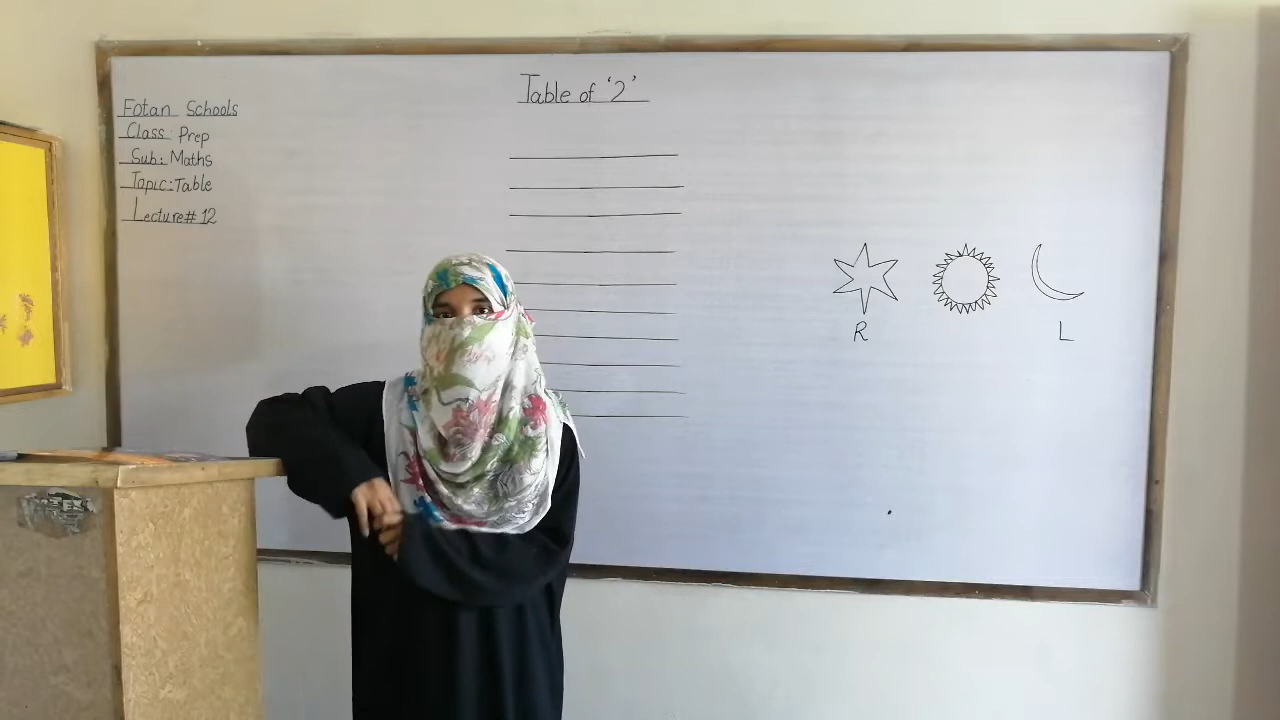 Fotan Schools
Class: Prep
Sub: Maths
Topic: Table
Lecture# 12
Table of '2'
R
L